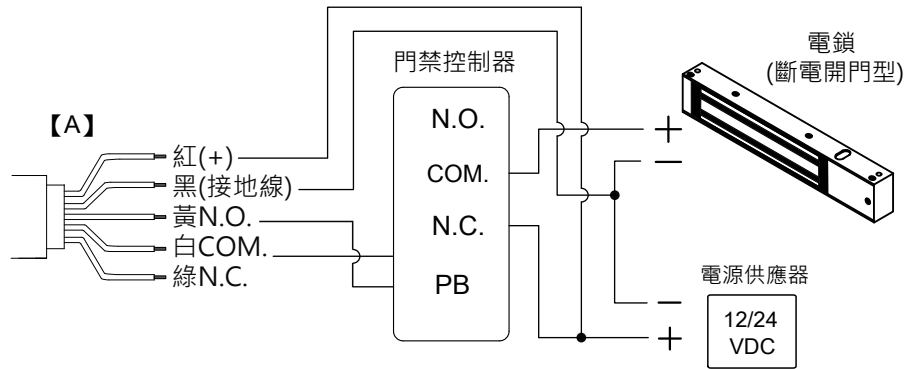 【A】
紅(+)
黑(接地線)
黃N.O.
白COM.
綠N.C.
門禁控制器
N.O.
COM.
N.C.
PB
電鎖
(斷電開門型)
+
−
電源供應器
−
+
12/24
VDC